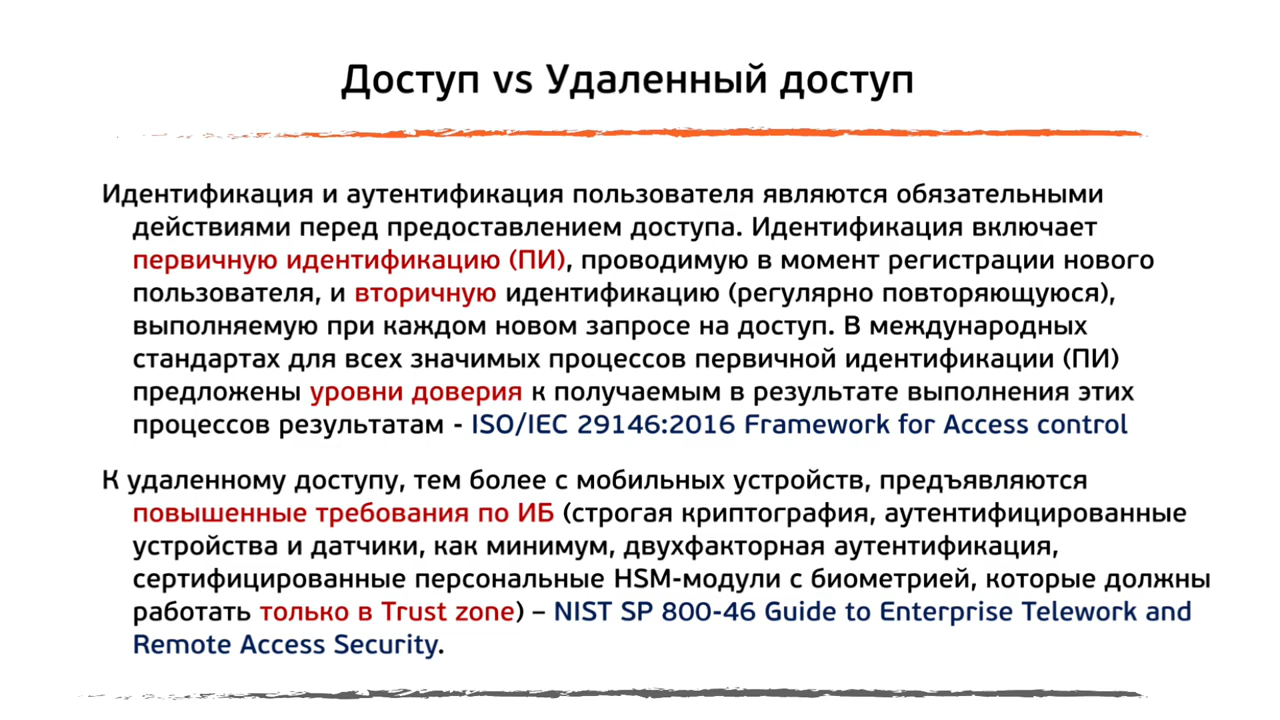 Доступ vs Удаленный доступ
Идентификация и аутентификация пользователя являются обязательными
действиями перед предоставлением доступа. Идентификация включает
первичную идентификацию (ПИ), проводимую в момент регистрации нового
пользователя, и вторичную идентификацию (регулярно повторяющуюся),
выполняемую при каждом новом запросе на доступ. В международных
стандартах для всех значимых процессов первичной идентификации (ПИ)
предложены уровни доверия к получаемым в результате выполнения этих
процессов результатам - ISO/IEC 29146:2016 Framework for Access control
К удаленному доступу, тем более с мобильных устройств, предъявляются
повышенные требования по ИБ (строгая криптография, аутентифицированные
устройства и датчики, как минимум, двухфакторная аутентификация,
сертифицированные персональные HSM-модули с биометрией, которые должны
работать только в Trust zone) – NIST SP 800-46 Guide to Enterprise Telework and
Remote Access Security.